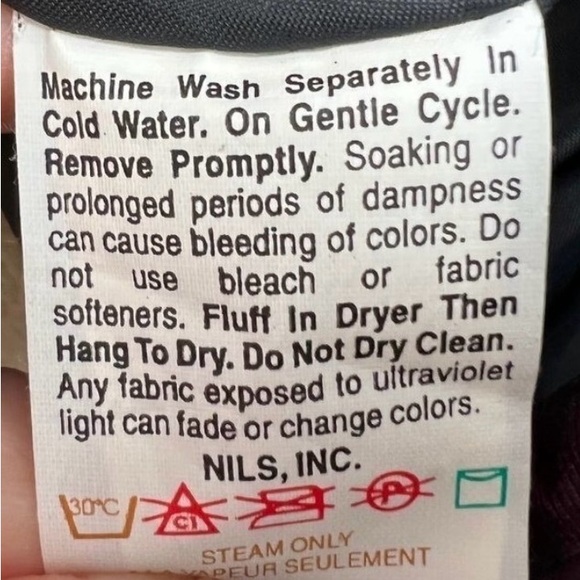 Machine Wash Separately In
Cold Water. On Gentle Cycle.
Remove Promptly. Soaking or
prolonged periods of dampness
can cause bleeding of colors. Do
not use bleach or fabric
softeners. Fluff In Dryer Then
Hang To Dry. Do Not Dry Clean.
Any fabric exposed to ultraviolet
light can fade or change colors.
NILS, INC.
30°C Cl P
STEAM ONLY
VAPEUR SEULEMENT